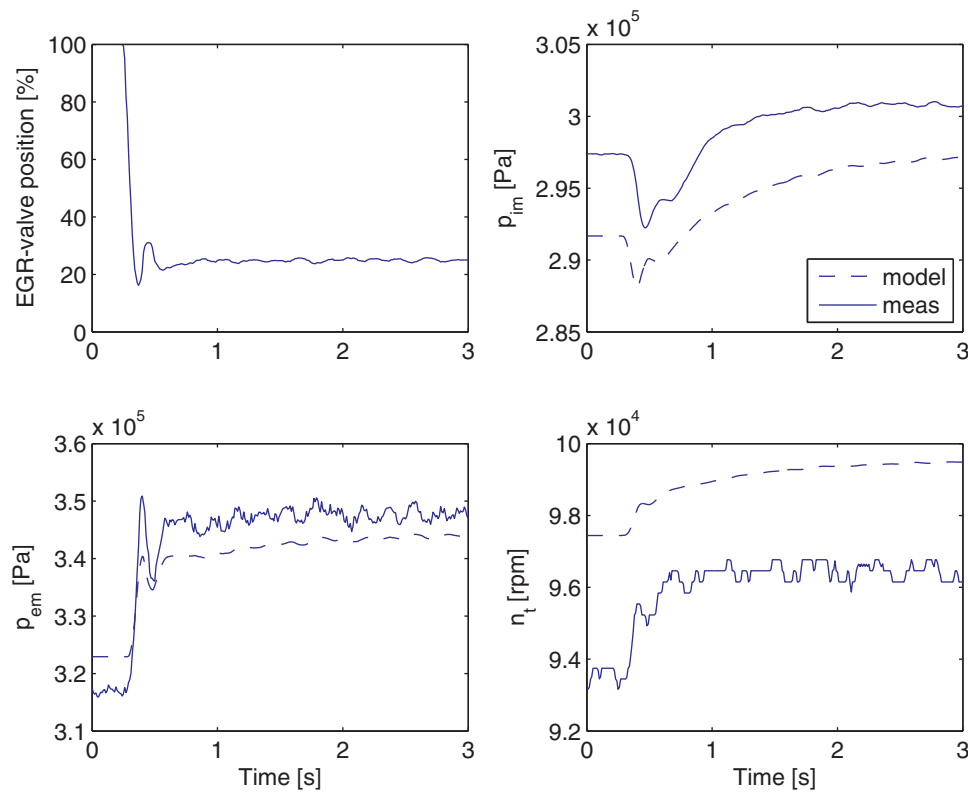 100
80
60
40
20
0
0 1 2 3
EGR-valve position [%]
x 10^5
3.05
3
2.95
2.9
2.85
0 1 2 3
p_im [Pa]
model
meas
x 10^5
3.6
3.5
3.4
3.3
3.2
3.1
0 1 2 3
p_em [Pa]
Time [s]
x 10^4
10
9.8
9.6
9.4
9.2
0 1 2 3
n_t [rpm]
Time [s]